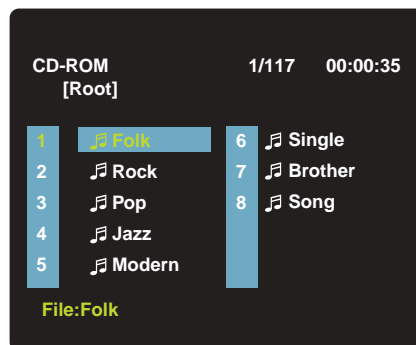 CD-ROM 1/117 00:00:35
[Root]
1 Folk 6 Single
2 Rock 7 Brother
3 Pop 8 Song
4 Jazz
5 Modern
File:Folk